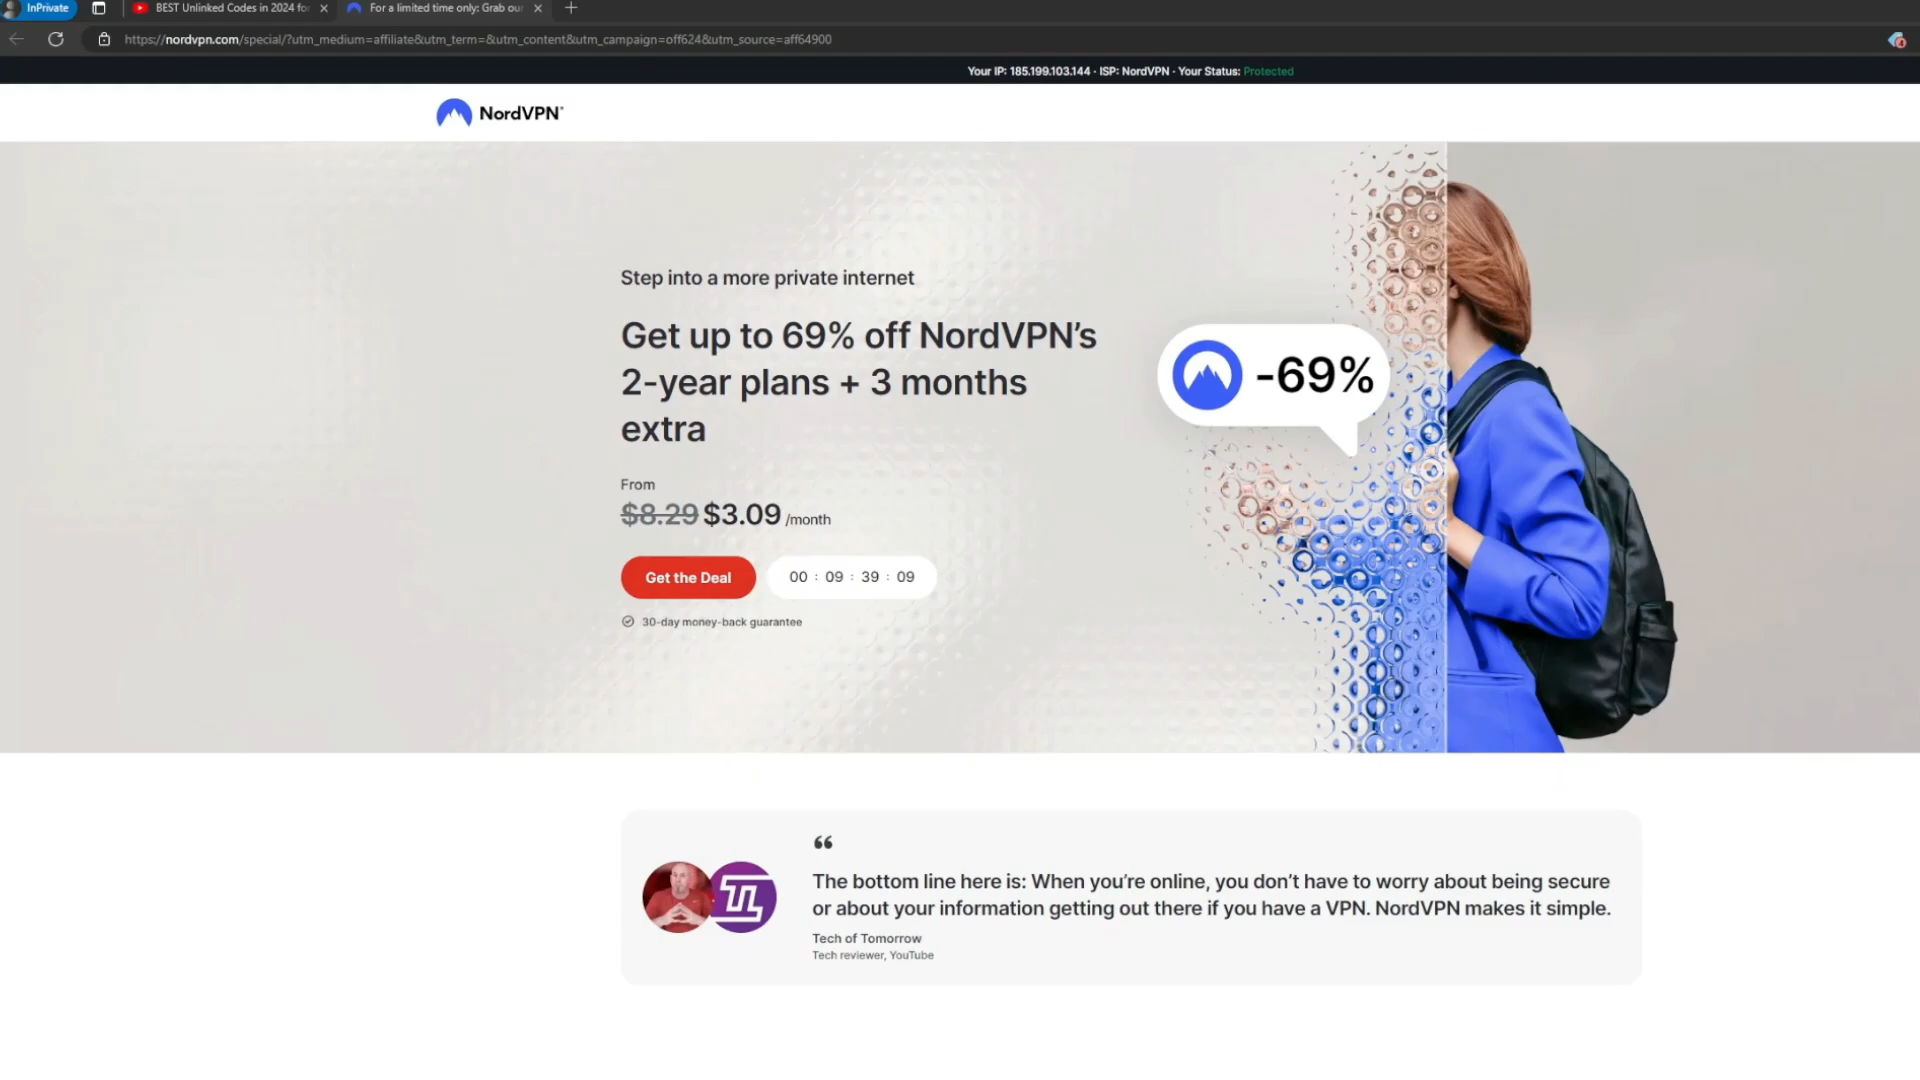 InPrivate
BEST Unlinked Codes in 2024 for
For a limited time only: Grab our
https://nordvpn.com/special/?utm_medium=affiliate&utm_term=&utm_content&utm_campaign=off624&utm_source=aff64900
Your IP: 185.199.103.144 · ISP: NordVPN · Your Status: Protected
NordVPN®
Step into a more private internet
Get up to 69% off NordVPN’s
2-year plans + 3 months
extra
-69%
From
$8.29 $3.09 /month
Get the Deal
00 : 09 : 39 : 09
30-day money-back guarantee
“
The bottom line here is: When you’re online, you don’t have to worry about being secure
or about your information getting out there if you have a VPN. NordVPN makes it simple.
Tech of Tomorrow
Tech reviewer, YouTube